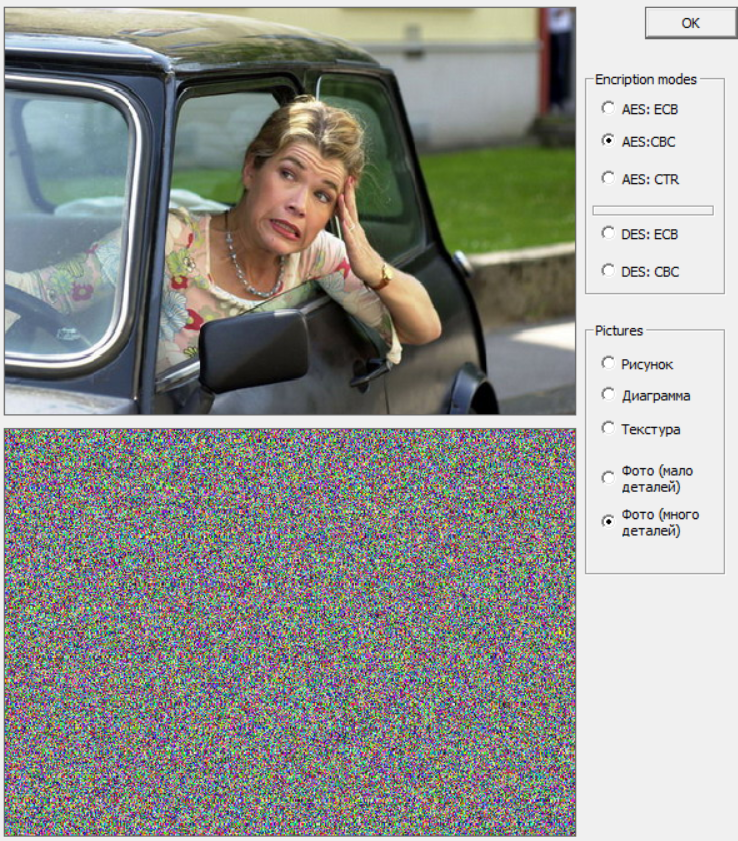 OK
Encription modes
AES: ECB
AES:CBC
AES: CTR
DES: ECB
DES: CBC
Pictures
Рисунок
Диаграмма
Текстура
Фото (мало
деталей)
Фото (много
деталей)